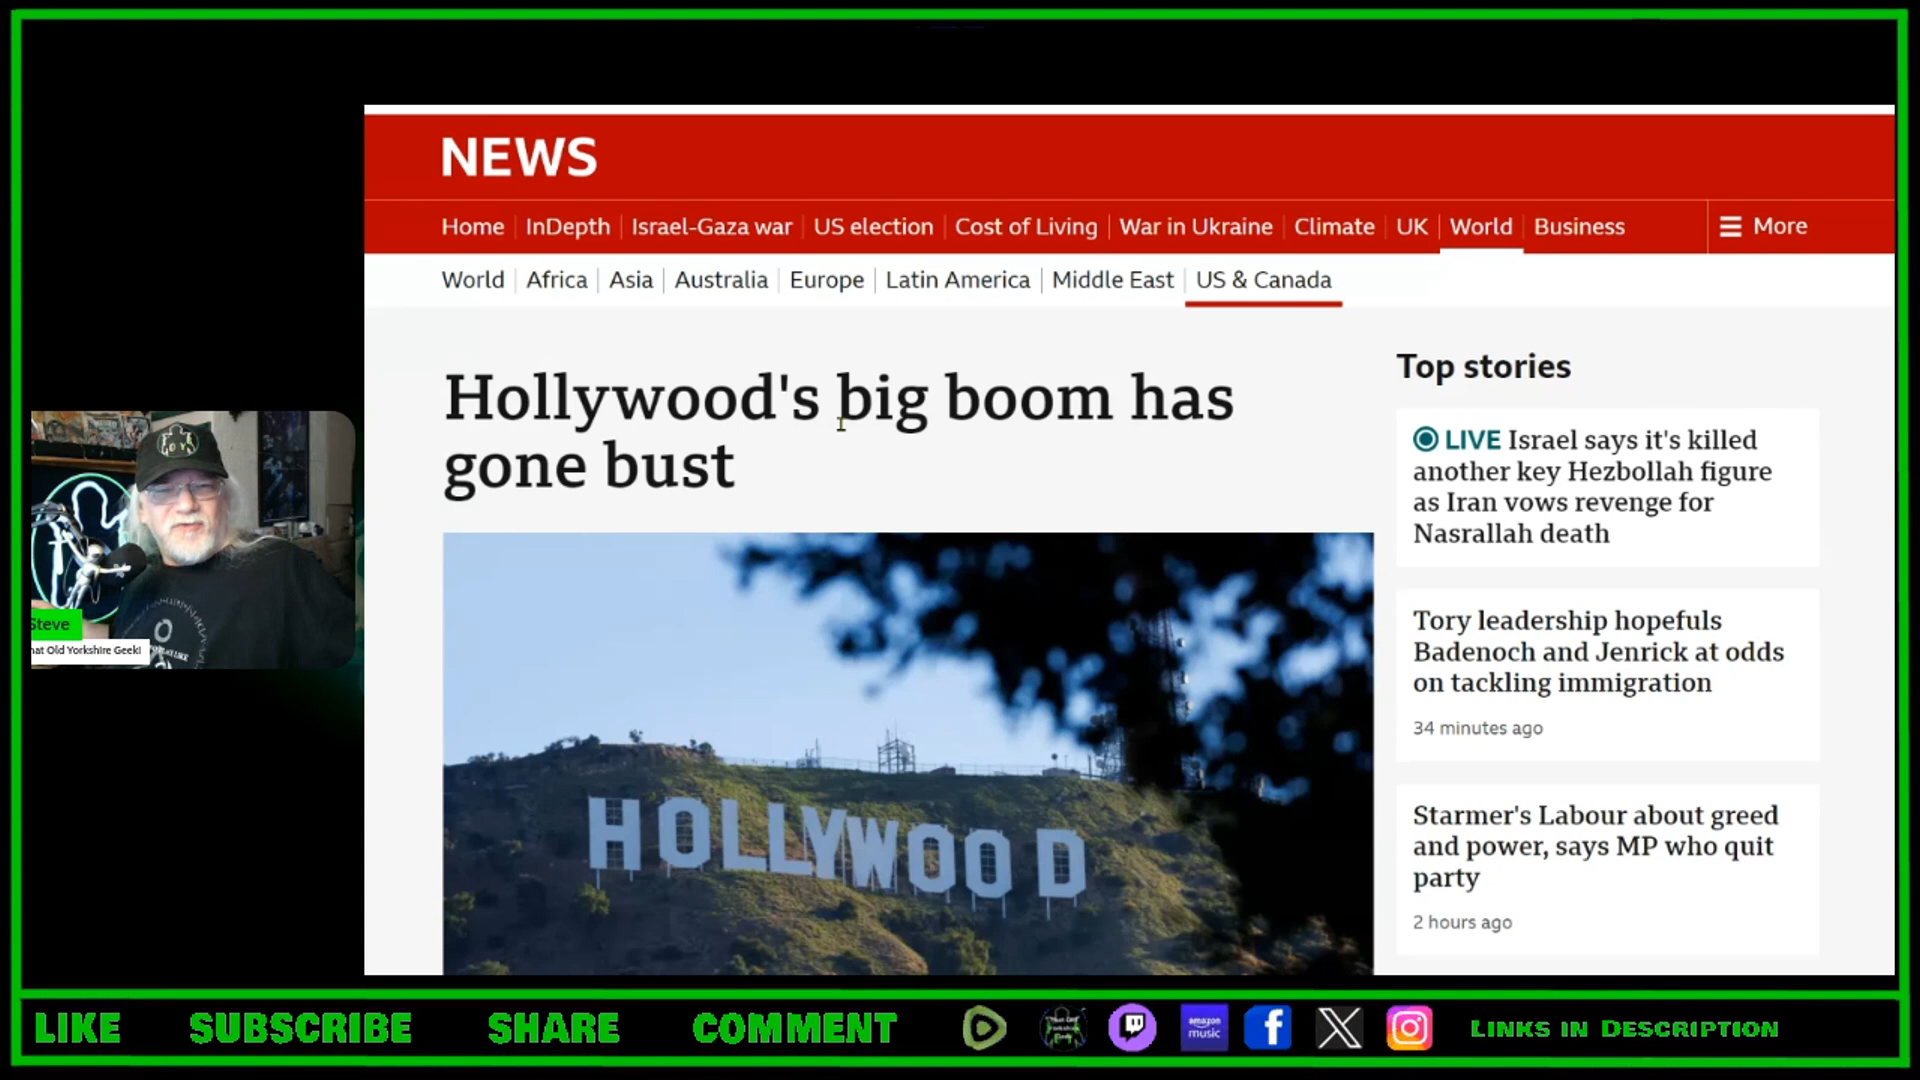 NEWS
Home InDepth Israel-Gaza war US election Cost of Living War in Ukraine Climate UK World Business More
World Africa Asia Australia Europe Latin America Middle East US & Canada
Hollywood's big boom has
gone bust
HOLLYWOOD
Top stories
LIVE Israel says it's killed
another key Hezbollah figure
as Iran vows revenge for
Nasrallah death
Tory leadership hopefuls
Badenoch and Jenrick at odds
on tackling immigration
34 minutes ago
Starmer's Labour about greed
and power, says MP who quit
party
2 hours ago
Steve
hat Old Yorkshire Geek!
LIKE SUBSCRIBE SHARE COMMENT amazon music LINKS IN DESCRIPTION